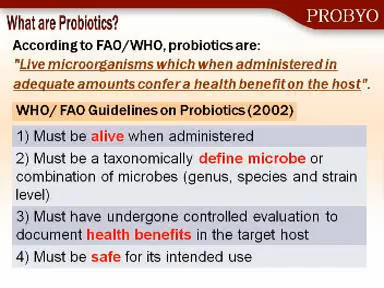 What are Probiotics?
PROBYO
According to FAO/WHO, probiotics are:
"Live microorganisms which when administered in
adequate amounts confer a health benefit on the host".
WHO/ FAO Guidelines on Probiotics (2002)
1) Must be alive when administered
2) Must be a taxonomically define microbe or
combination of microbes (genus, species and strain
level)
3) Must have undergone controlled evaluation to
document health benefits in the target host
4) Must be safe for its intended use